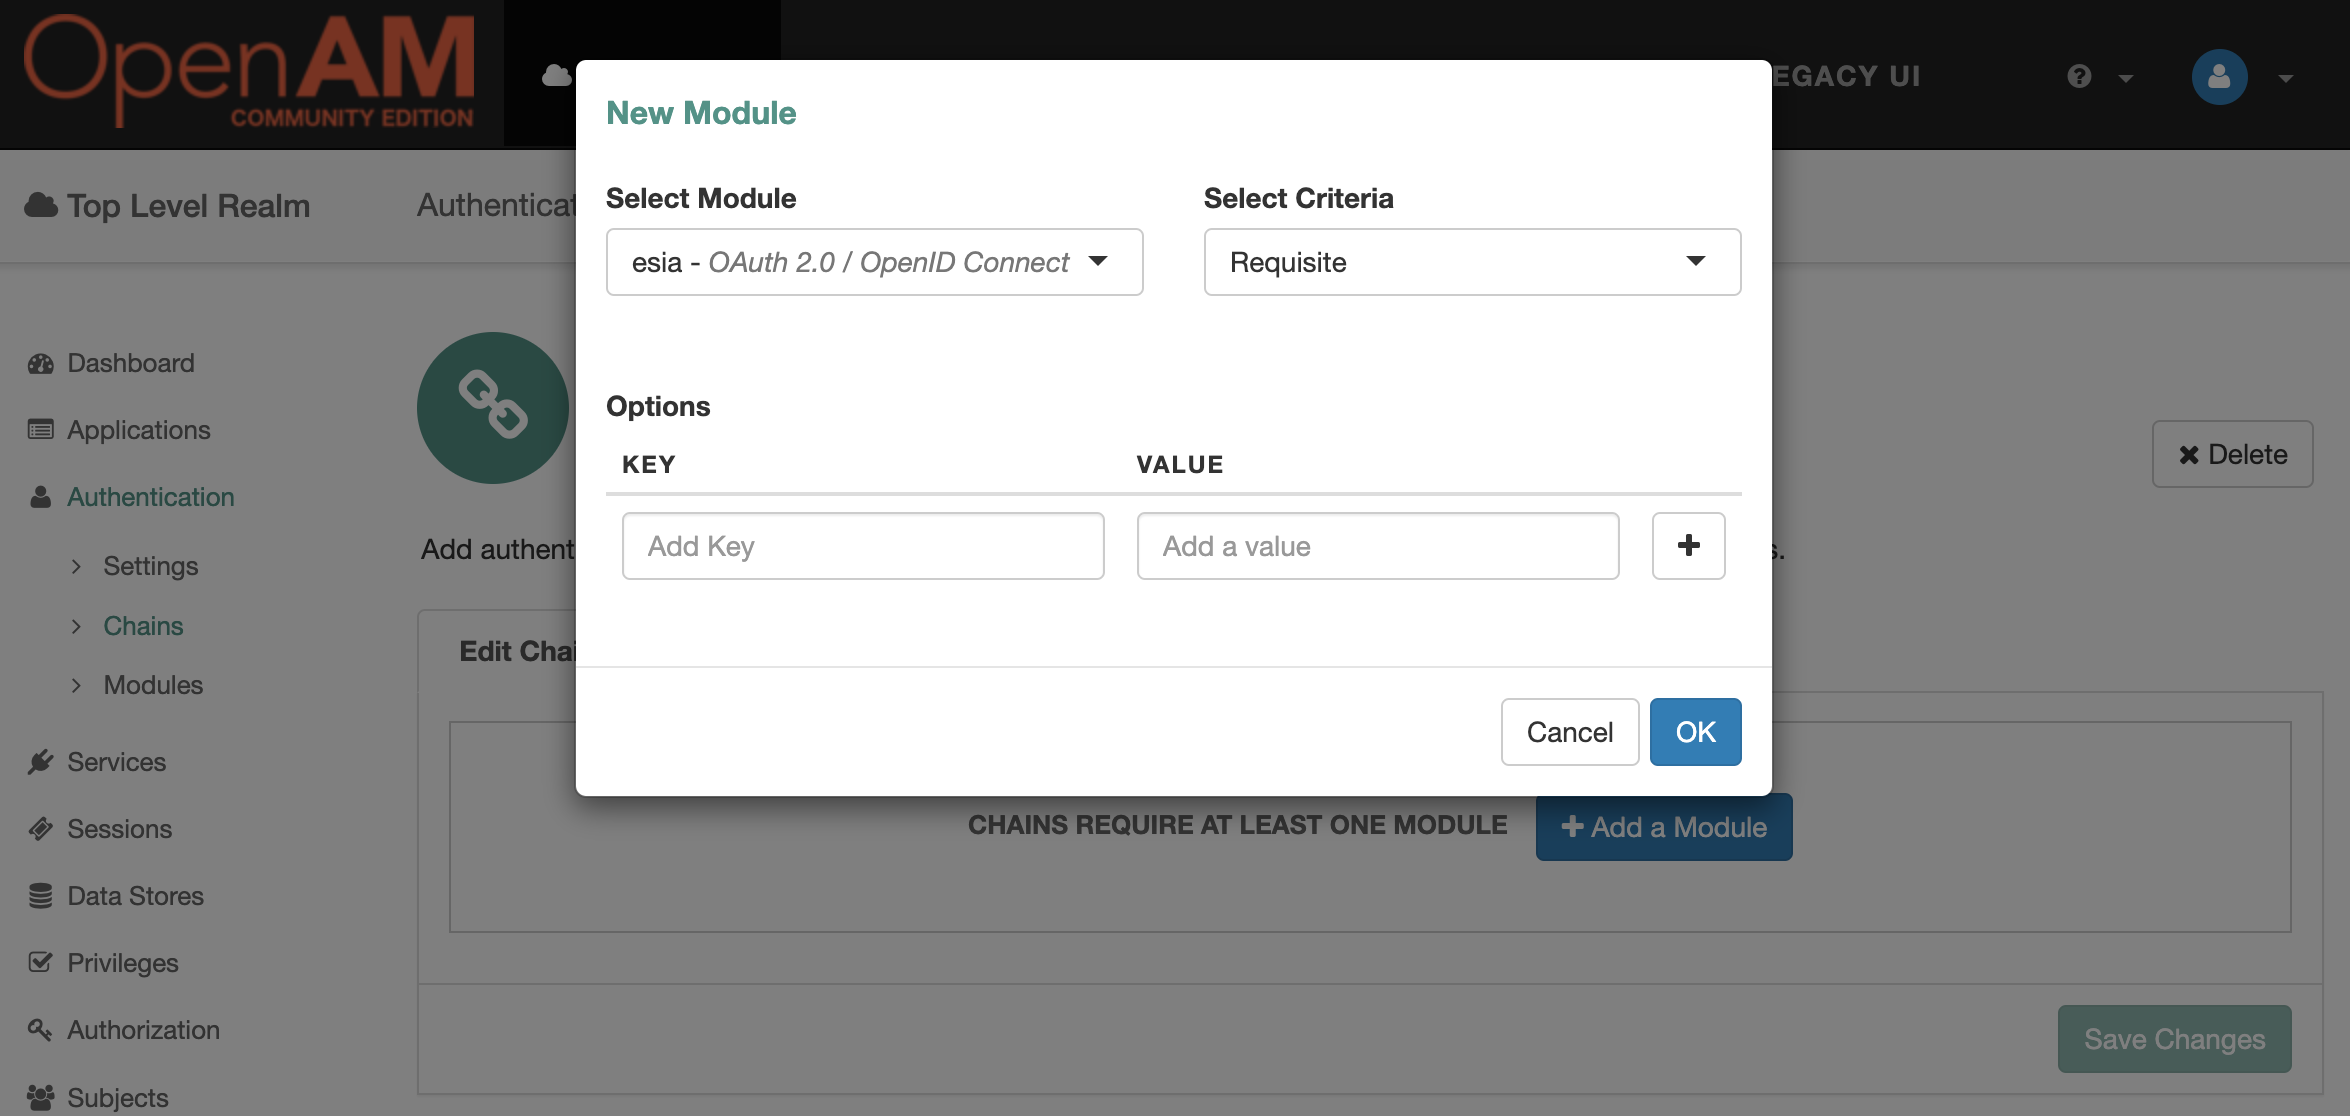 OpenAM
COMMUNITY EDITION
EGACY UI
Top Level Realm
Authenticat
New Module
Select Module
Select Criteria
esia - OAuth 2.0 / OpenID Connect
Requisite
Options
KEY
VALUE
Add Key
Add a value
Cancel
OK
Dashboard
Applications
Authentication
Settings
Chains
Modules
Services
Sessions
Data Stores
Privileges
Authorization
Subjects
Delete
Add authent
s.
Edit Chai
CHAINS REQUIRE AT LEAST ONE MODULE
Add a Module
Save Changes